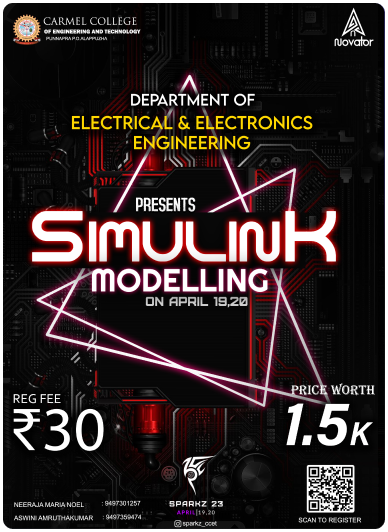 CARMEL COLLEGE
OF ENGINEERING AND TECHNOLOGY
PUNNAPRA P.O, ALAPPUZHA
Novator
DEPARTMENT OF
ELECTRICAL & ELECTRONICS
ENGINEERING
PRESENTS
SIMULINK
MODELLING
ON APRIL 19,20
REG FEE
₹30
PRICE WORTH
1.5K
NEERAJA MARIA NOEL : 9497301257
ASWINI AMRUTHAKUMAR : 9497359474
SPARKZ 23
APRIL|19,20
sparkz_ccet
SCAN TO REGISTER